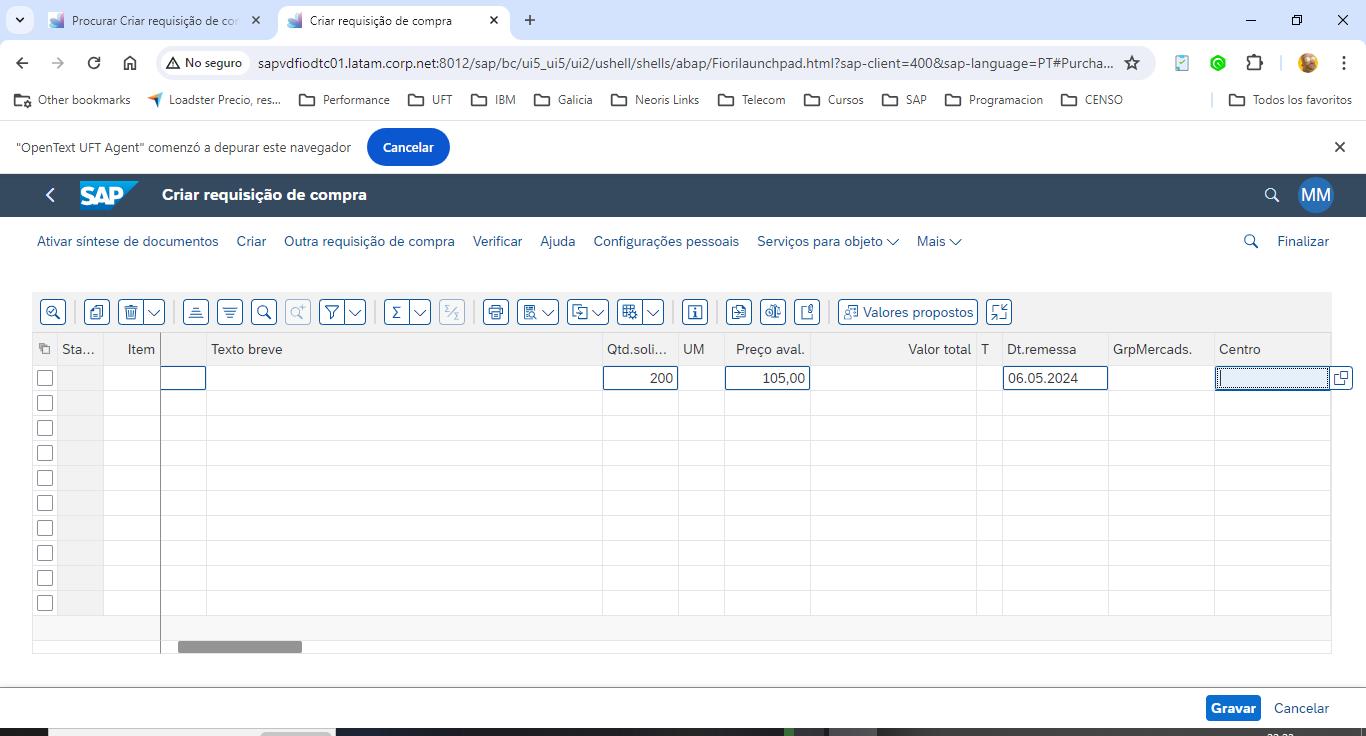 Procurar Criar requisição de cor
Criar requisição de compra
No seguro
sapvdfiodtc01.latam.corp.net:8012/sap/bc/ui5_ui5/ui2/ushell/shells/abap/Fiorilaunchpad.html?sap-client=400&sap-language=PT#Purcha...
Other bookmarks
Loadster Precio, res...
Performance
UFT
IBM
Galicia
Neoris Links
Telecom
Cursos
SAP
Programacion
CENSO
Todos los favoritos
"OpenText UFT Agent" comenzó a depurar este navegador
Cancelar
SAP
Criar requisição de compra
MM
Ativar síntese de documentos
Criar
Outra requisição de compra
Verificar
Ajuda
Configurações pessoais
Serviços para objeto
Mais
Finalizar
Valores propostos
Sta...
Item
Texto breve
Qtd.soli...
UM
Preço aval.
Valor total
T
Dt.remessa
GrpMercads.
Centro
200
105,00
06.05.2024
Gravar
Cancelar